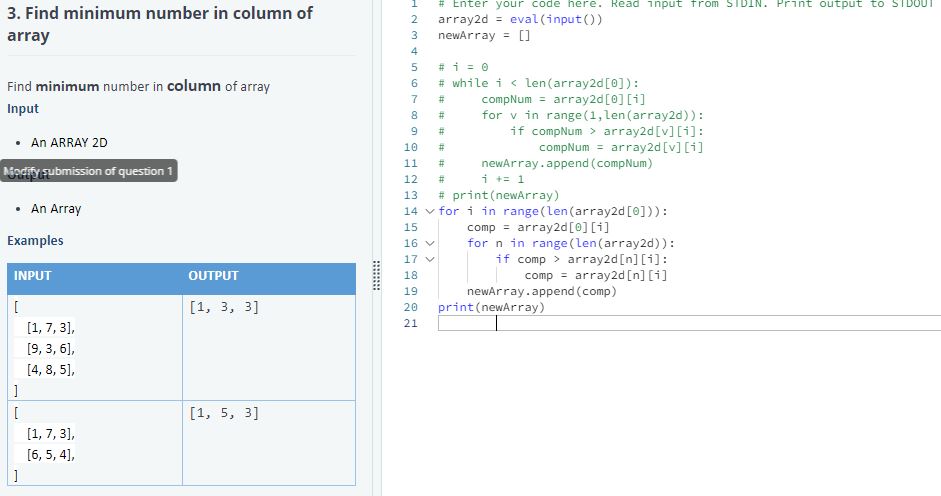 3. Find minimum number in column of
array
Find minimum number in column of array
Input
• An ARRAY 2D
Modify submission of question 1
Output
• An Array
Examples
INPUT OUTPUT
[ [1, 3, 3]
[1, 7, 3],
[9, 3, 6],
[4, 8, 5],
]
[ [1, 5, 3]
[1, 7, 3],
[6, 5, 4],
]
1 # Enter your code here. Read input from STDIN. Print output to STDOUT
2 array2d = eval(input())
3 newArray = []
4
5 # i = 0
6 # while i < len(array2d[0]):
7 #     compNum = array2d[0][i]
8 #     for v in range(1,len(array2d)):
9 #         if compNum > array2d[v][i]:
10 #             compNum = array2d[v][i]
11 #     newArray.append(compNum)
12 #     i += 1
13 # print(newArray)
14 for i in range(len(array2d[0])):
15     comp = array2d[0][i]
16     for n in range(len(array2d)):
17         if comp > array2d[n][i]:
18             comp = array2d[n][i]
19     newArray.append(comp)
20 print(newArray)
21